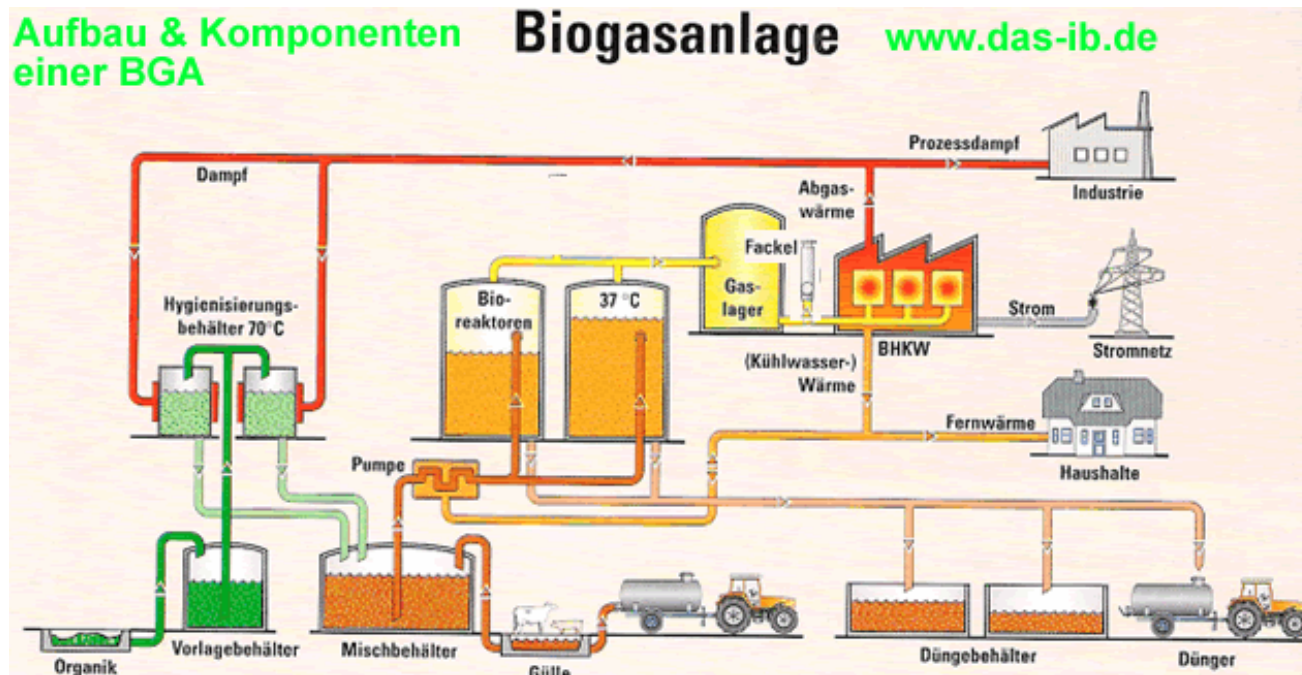 Aufbau & Komponenten
einer BGA
Biogasanlage
www.das-ib.de
Prozessdampf
Industrie
Dampf
Abgas-
wärme
Fackel
Gas-
lager
Hygienisierungs-
behälter 70°C
Bio-
reaktoren
37 °C
Strom
Stromnetz
BHKW
(Kühlwasser-)
Wärme
Fernwärme
Haushalte
Pumpe
Organik
Vorlagebehälter
Mischbehälter
Gülle
Düngebehälter
Dünger